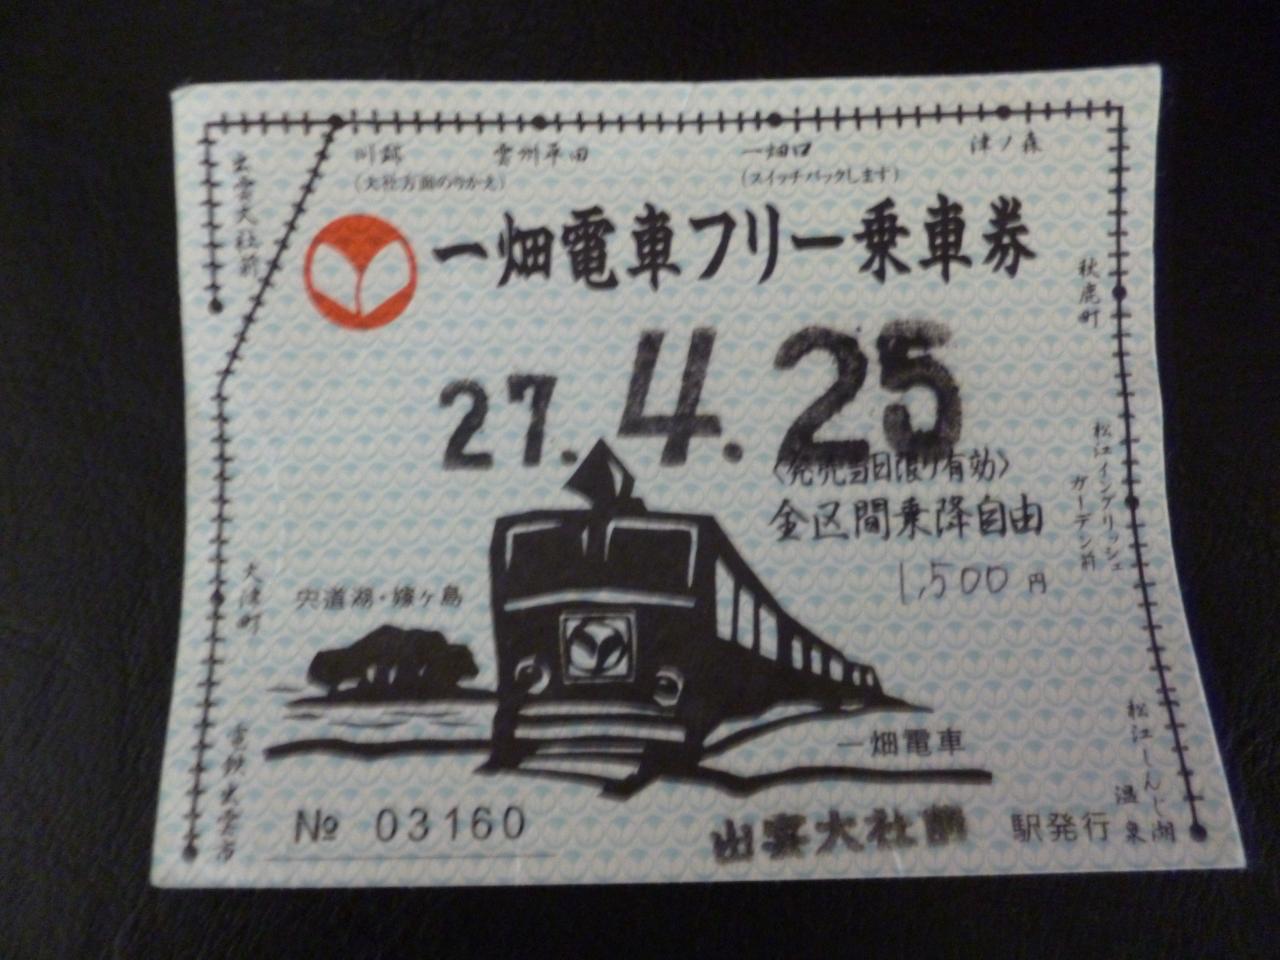 川跡
(大社方面のりかえ)
雲州平田
一畑口
(スイッチバックします)
津ノ森
出雲大社前
一畑電車フリー乗車券
秋鹿町
27.4.25
〈発売当日限り有効〉
全区間乗降自由
1,500円
松江イングリッシュ
ガーデン前
大津町
宍道湖・嫁ヶ島
一畑電車
松江しんじ湖
温泉
電鉄出雲市
№ 03160
出雲大社前 駅発行